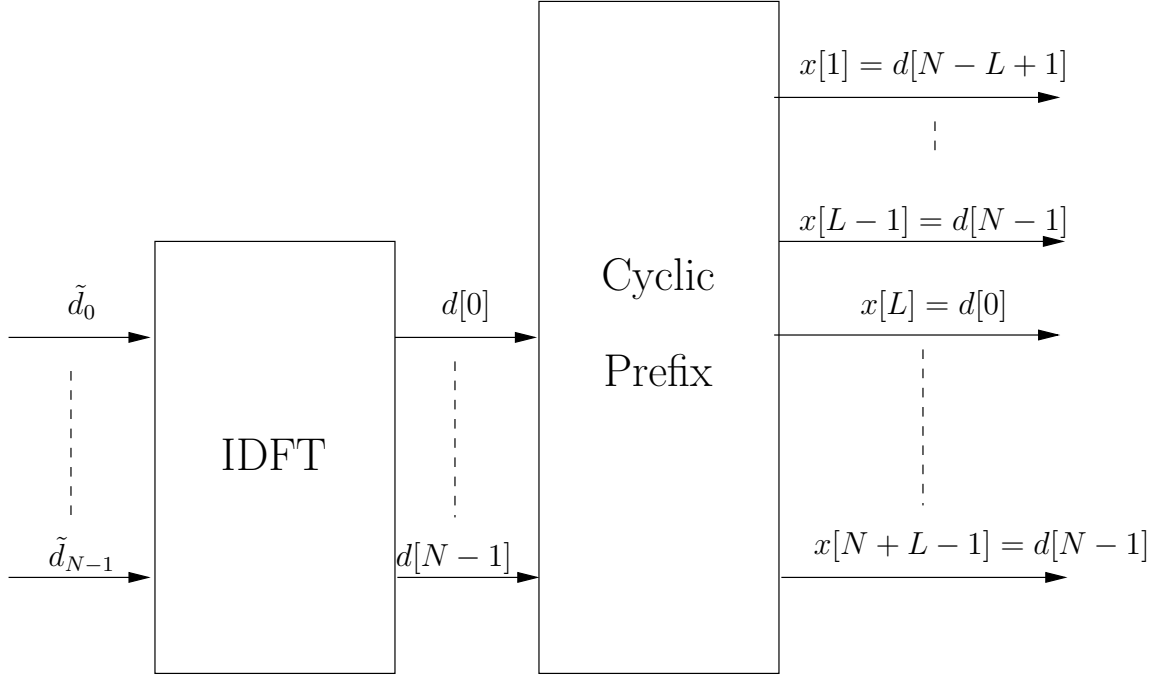 x[1] = d[N − L + 1]
x[L − 1] = d[N − 1]
Cyclic
Prefix
x[L] = d[0]
d̃₀
d[0]
IDFT
d̃_{N−1}
d[N − 1]
x[N + L − 1] = d[N − 1]